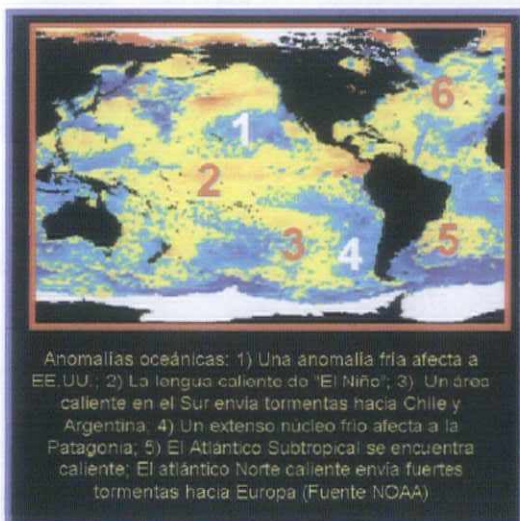 1
2
3
4
5
6
Anomalías oceánicas: 1) Una anomalía fría afecta a
EE.UU.; 2) La lengua caliente de "El Niño"; 3) Un área
caliente en el Sur envía tormentas hacia Chile y
Argentina; 4) Un extenso núcleo frío afecta a la
Patagonia; 5) El Atlántico Subtropical se encuentra
caliente; El atlántico Norte caliente envía fuertes
tormentas hacia Europa (Fuente NOAA)